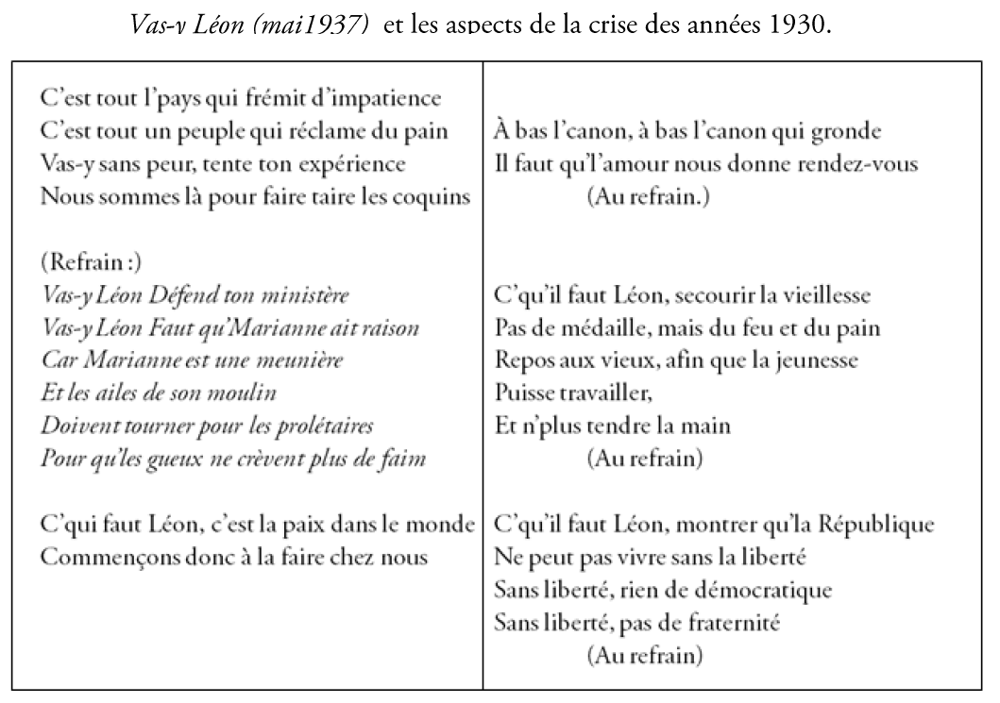 Vas-y Léon (mai1937) et les aspects de la crise des années 1930.
C'est tout l'pays qui frémit d'impatience
C'est tout un peuple qui réclame du pain
Vas-y sans peur, tente ton expérience
Nous sommes là pour faire taire les coquins
(Refrain :)
Vas-y Léon Défend ton ministère
Vas-y Léon Faut qu'Marianne ait raison
Car Marianne est une meunière
Et les ailes de son moulin
Doivent tourner pour les prolétaires
Pour qu'les gueux ne crèvent plus de faim
C'qui faut Léon, c'est la paix dans le monde
Commençons donc à la faire chez nous
À bas l'canon, à bas l'canon qui gronde
Il faut qu'l'amour nous donne rendez-vous
(Au refrain.)
C'qu'il faut Léon, secourir la vieillesse
Pas de médaille, mais du feu et du pain
Repos aux vieux, afin que la jeunesse
Puisse travailler,
Et n'plus tendre la main
(Au refrain)
C'qu'il faut Léon, montrer qu'la République
Ne peut pas vivre sans la liberté
Sans liberté, rien de démocratique
Sans liberté, pas de fraternité
(Au refrain)